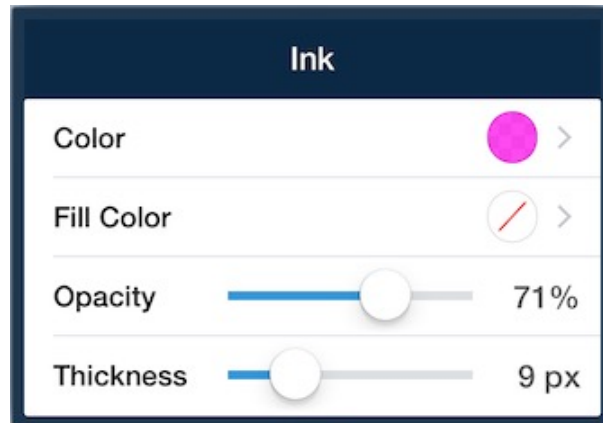 Ink
Color
Fill Color
Opacity 71%
Thickness 9 px